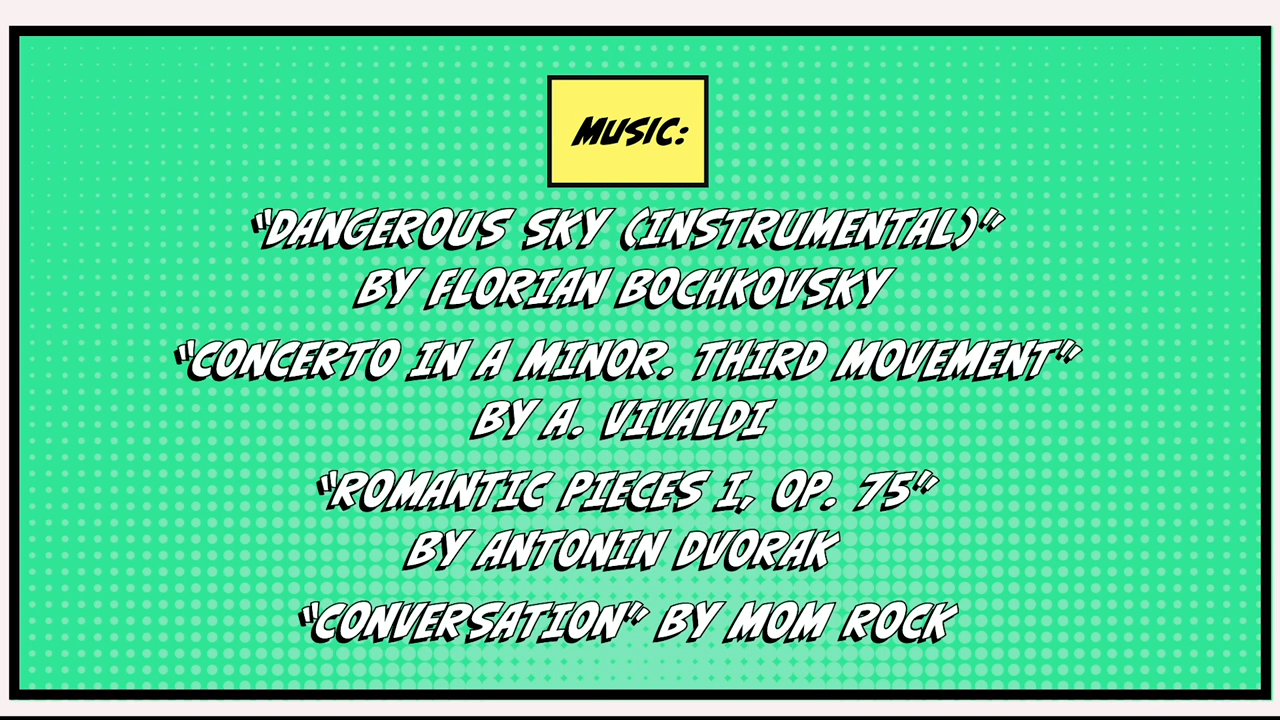 MUSIC:
"DANGEROUS SKY (INSTRUMENTAL)"
BY FLORIAN BOCHKOVSKY
"CONCERTO IN A MINOR. THIRD MOVEMENT"
BY A. VIVALDI
"ROMANTIC PIECES I, OP. 75"
BY ANTONIN DVORAK
"CONVERSATION" BY MOM ROCK